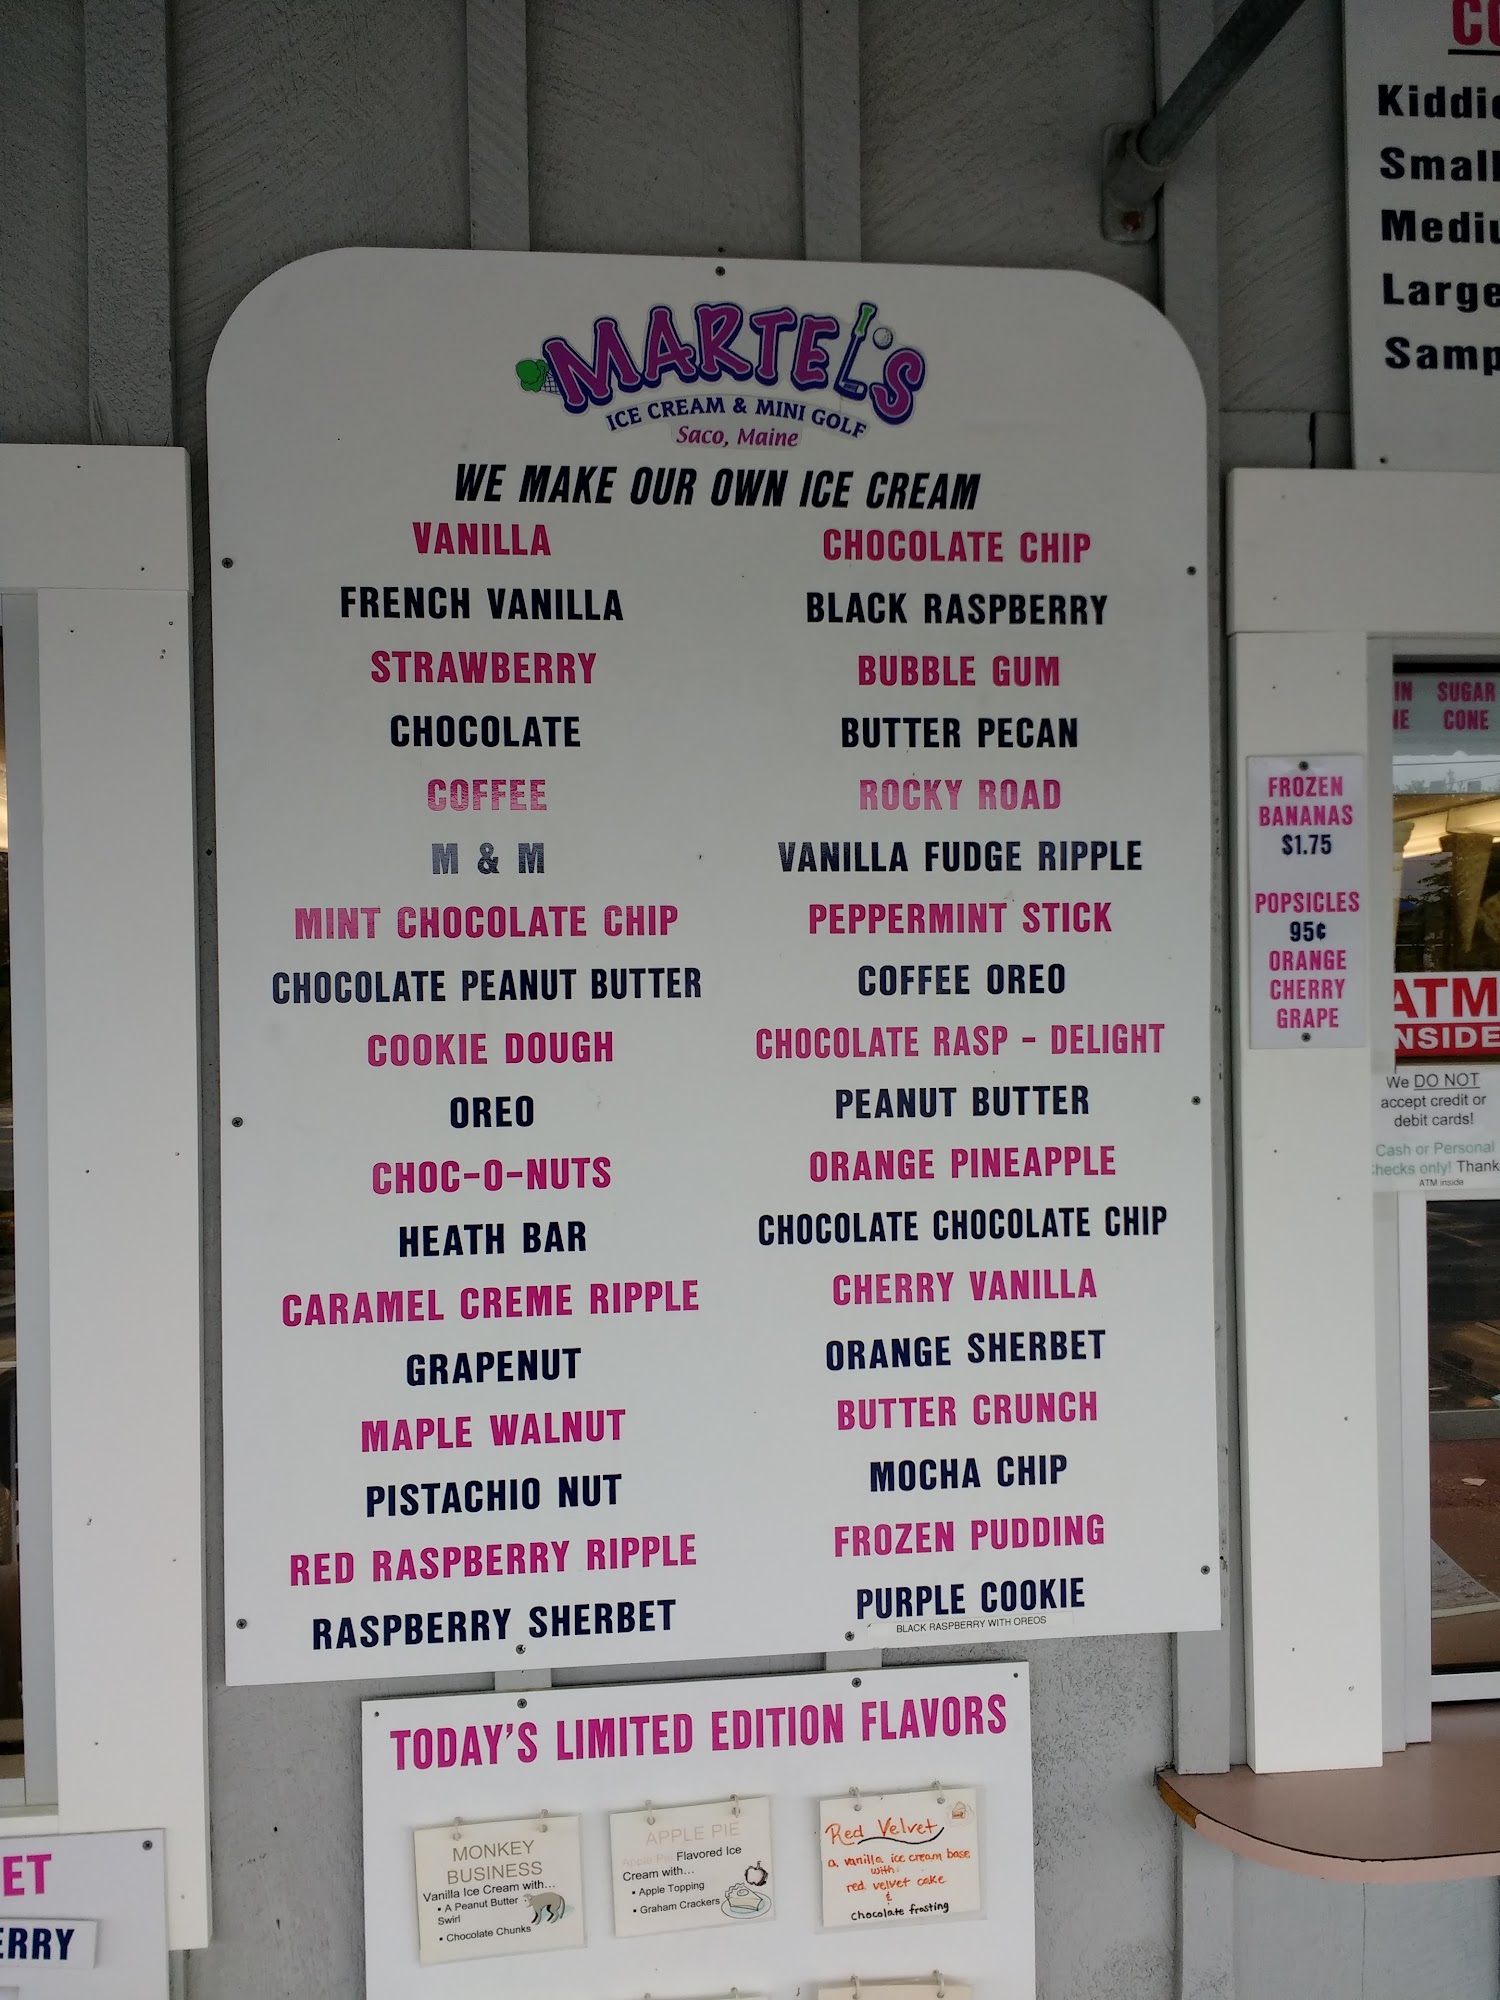 MARTEL'S
ICE CREAM & MINI GOLF
Saco, Maine
WE MAKE OUR OWN ICE CREAM
VANILLA
FRENCH VANILLA
STRAWBERRY
CHOCOLATE
COFFEE
M & M
MINT CHOCOLATE CHIP
CHOCOLATE PEANUT BUTTER
COOKIE DOUGH
OREO
CHOC-O-NUTS
HEATH BAR
CARAMEL CREME RIPPLE
GRAPENUT
MAPLE WALNUT
PISTACHIO NUT
RED RASPBERRY RIPPLE
RASPBERRY SHERBET
CHOCOLATE CHIP
BLACK RASPBERRY
BUBBLE GUM
BUTTER PECAN
ROCKY ROAD
VANILLA FUDGE RIPPLE
PEPPERMINT STICK
COFFEE OREO
CHOCOLATE RASP - DELIGHT
PEANUT BUTTER
ORANGE PINEAPPLE
CHOCOLATE CHOCOLATE CHIP
CHERRY VANILLA
ORANGE SHERBET
BUTTER CRUNCH
MOCHA CHIP
FROZEN PUDDING
PURPLE COOKIE
BLACK RASPBERRY WITH OREOS
TODAY'S LIMITED EDITION FLAVORS
MONKEY
BUSINESS
Vanilla Ice Cream with...
• A Peanut Butter
Swirl
• Chocolate Chunks
APPLE PIE
Apple Pie Flavored Ice
Cream with...
• Apple Topping
• Graham Crackers
Red Velvet
a vanilla ice cream base
with:
red velvet cake
&
chocolate frosting
Small
Large
SUGAR
CONE
FROZEN
BANANAS
$1.75
POPSICLES
95¢
ORANGE
CHERRY
GRAPE
ATM
INSIDE
We DO NOT
accept credit or
debit cards!
Cash or Personal
Checks only! Thank
ATM inside